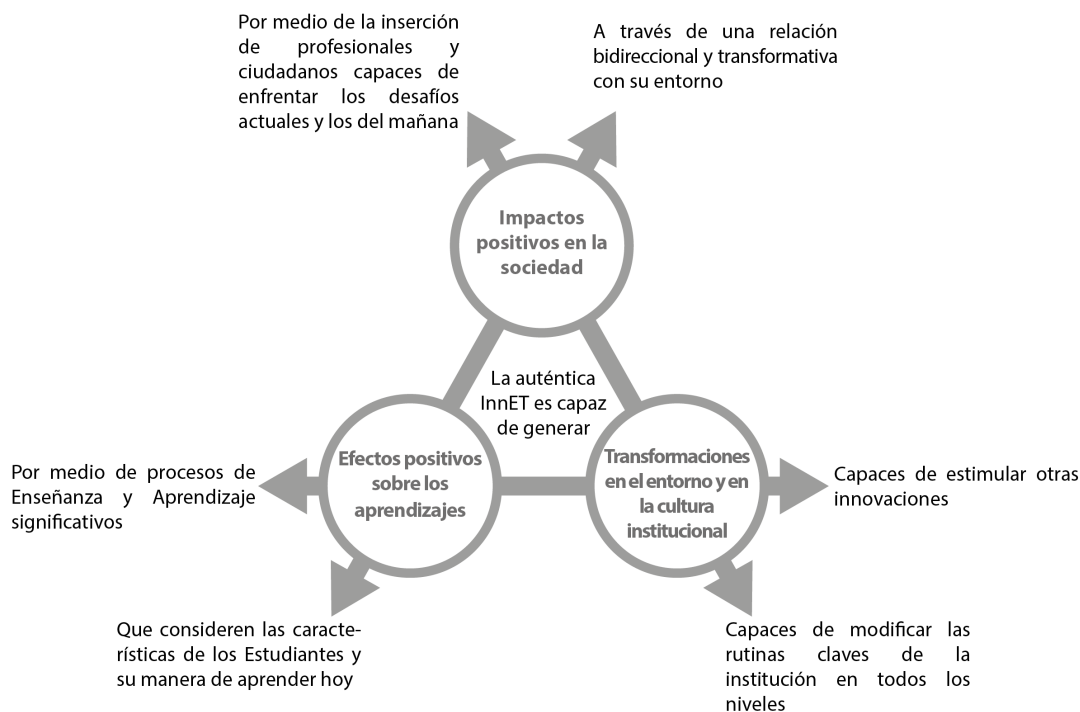 Por medio de la inserción
de profesionales y
ciudadanos capaces de
enfrentar los desafíos
actuales y los del mañana
A través de una relación
bidireccional y transformativa
con su entorno
Impactos
positivos en la
sociedad
La auténtica
InnET es capaz
de generar
Efectos positivos
sobre los
aprendizajes
Transformaciones
en el entorno y en
la cultura
institucional
Por medio de procesos de
Enseñanza y Aprendizaje
significativos
Capaces de estimular otras
innovaciones
Que consideren las caracte-
rísticas de los Estudiantes y
su manera de aprender hoy
Capaces de modificar las
rutinas claves de la
institución en todos los
niveles